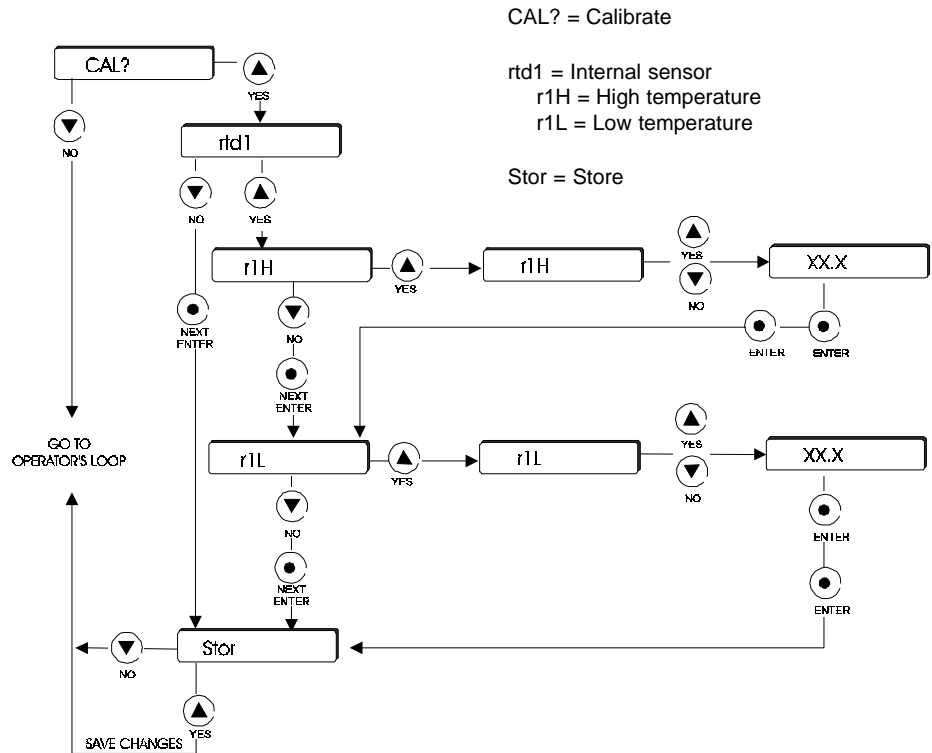 CAL? = Calibrate
CAL?
YES
NO
rtd1 = Internal sensor
r1H = High temperature
r1L = Low temperature
rtd1
Stor = Store
NO
YES
r1H
YES
r1H
YES
NO
XX.X
NEXT
ENTER
NO
ENTER
ENTER
NEXT
ENTER
GO TO
OPERATOR'S LOOP
r1L
YES
r1L
YES
NO
XX.X
NO
ENTER
NEXT
ENTER
ENTER
Stor
NO
YES
SAVE CHANGES